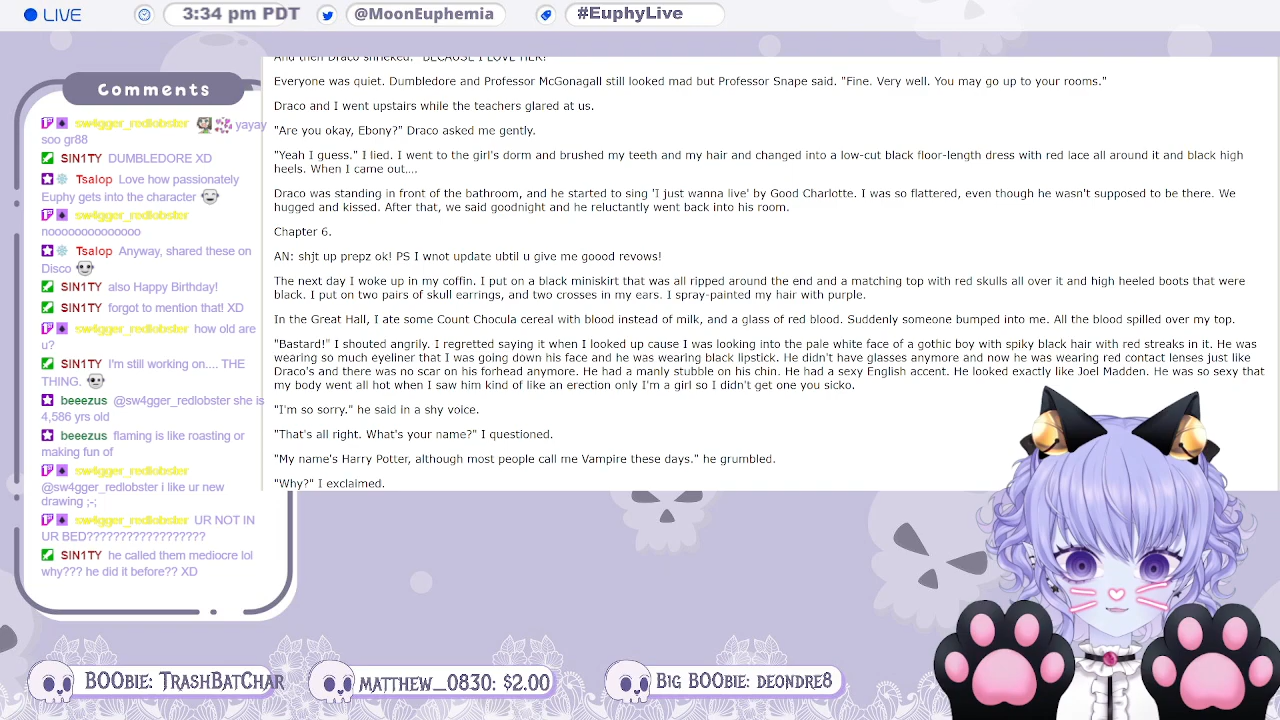 LIVE
3:34 pm PDT
@MoonEuphemia
#EuphyLive
Comments
sw4gger_redlobster yayay
soo gr88
SIN1TY DUMBLEDORE XD
Tsalop Love how passionately
Euphy gets into the character
sw4gger_redlobster
nooooooooooooo
Tsalop Anyway, shared these on
Disco
SIN1TY also Happy Birthday!
SIN1TY forgot to mention that! XD
sw4gger_redlobster how old are
u?
SIN1TY I'm still working on.... THE
THING.
beeezus @sw4gger_redlobster she is
4,586 yrs old
beeezus flaming is like roasting or
making fun of
sw4gger_redlobster
@sw4gger_redlobster i like ur new
drawing ;-;
sw4gger_redlobster UR NOT IN
UR BED??????????????????
SIN1TY he called them mediocre lol
why??? he did it before?? XD
And then Draco shrieked. "BECAUSE I LOVE HER!"
Everyone was quiet. Dumbledore and Professor McGonagall still looked mad but Professor Snape said. "Fine. Very well. You may go up to your rooms."
Draco and I went upstairs while the teachers glared at us.
"Are you okay, Ebony?" Draco asked me gently.
"Yeah I guess." I lied. I went to the girl's dorm and brushed my teeth and my hair and changed into a low-cut black floor-length dress with red lace all around it and black high
heels. When I came out….
Draco was standing in front of the bathroom, and he started to sing 'I just wanna live' by Good Charlotte. I was so flattered, even though he wasn't supposed to be there. We
hugged and kissed. After that, we said goodnight and he reluctantly went back into his room.
Chapter 6.
AN: shjt up prepz ok! PS I wnot update ubtil u give me goood revows!
The next day I woke up in my coffin. I put on a black miniskirt that was all ripped around the end and a matching top with red skulls all over it and high heeled boots that were
black. I put on two pairs of skull earrings, and two crosses in my ears. I spray-painted my hair with purple.
In the Great Hall, I ate some Count Chocula cereal with blood instead of milk, and a glass of red blood. Suddenly someone bumped into me. All the blood spilled over my top.
"Bastard!" I shouted angrily. I regretted saying it when I looked up cause I was looking into the pale white face of a gothic boy with spiky black hair with red streaks in it. He was
wearing so much eyeliner that I was going down his face and he was wearing black lipstick. He didn't have glasses anymore and now he was wearing red contact lenses just like
Draco's and there was no scar on his forhead anymore. He had a manly stubble on his chin. He had a sexy English accent. He looked exactly like Joel Madden. He was so sexy that
my body went all hot when I saw him kind of like an erection only I'm a girl so I didn't get one you sicko.
"I'm so sorry." he said in a shy voice.
"That's all right. What's your name?" I questioned.
"My name's Harry Potter, although most people call me Vampire these days." he grumbled.
"Why?" I exclaimed.
BOObie: TrashBatChar
matthew_0830: $2.00
Big BOObie: deondre8